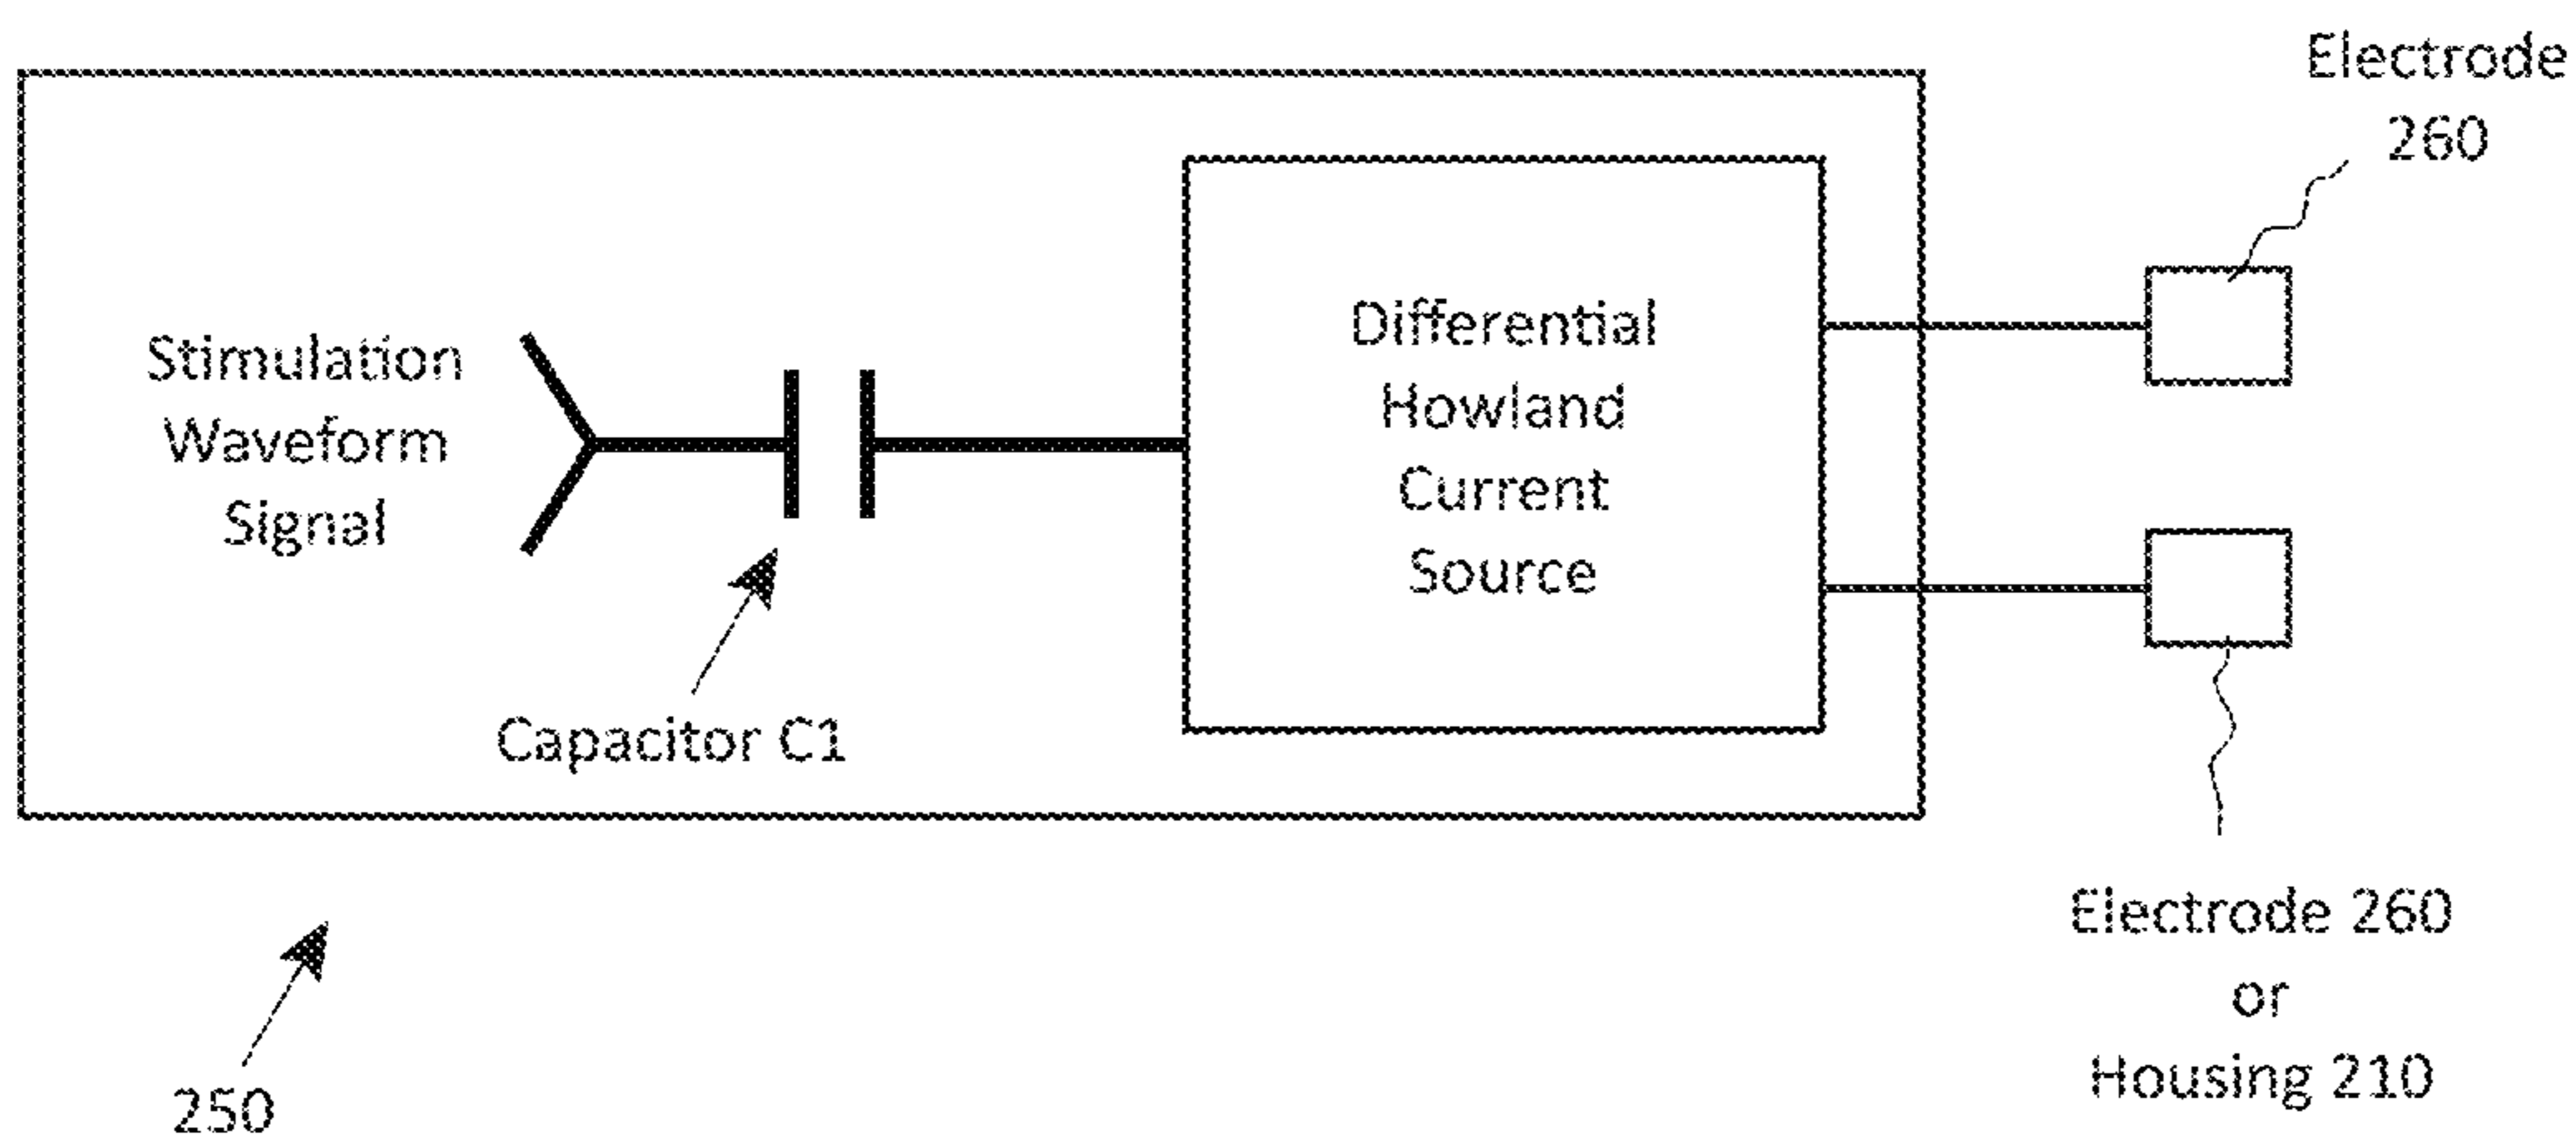 Electrode
260
Stimulation
Waveform
Signal
Differential
Howland
Current
Source
Capacitor C1
Electrode 260
or
Housing 210
250